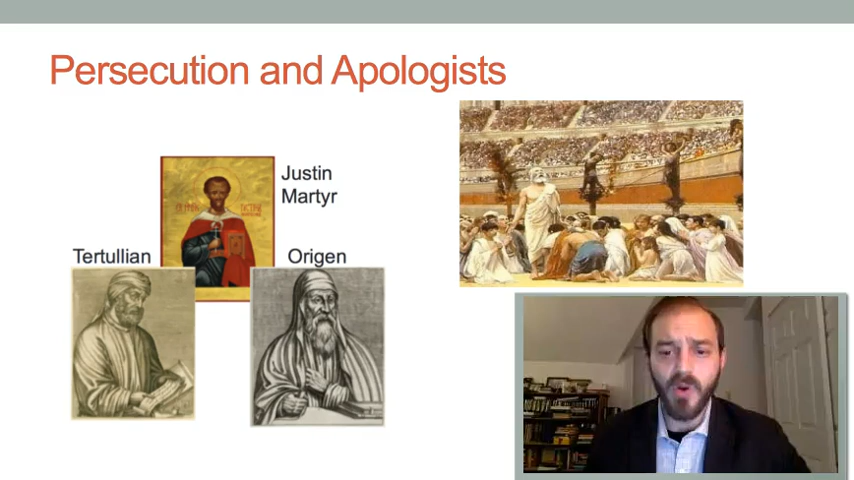 Persecution and Apologists
Justin
Martyr
Tertullian
Origen